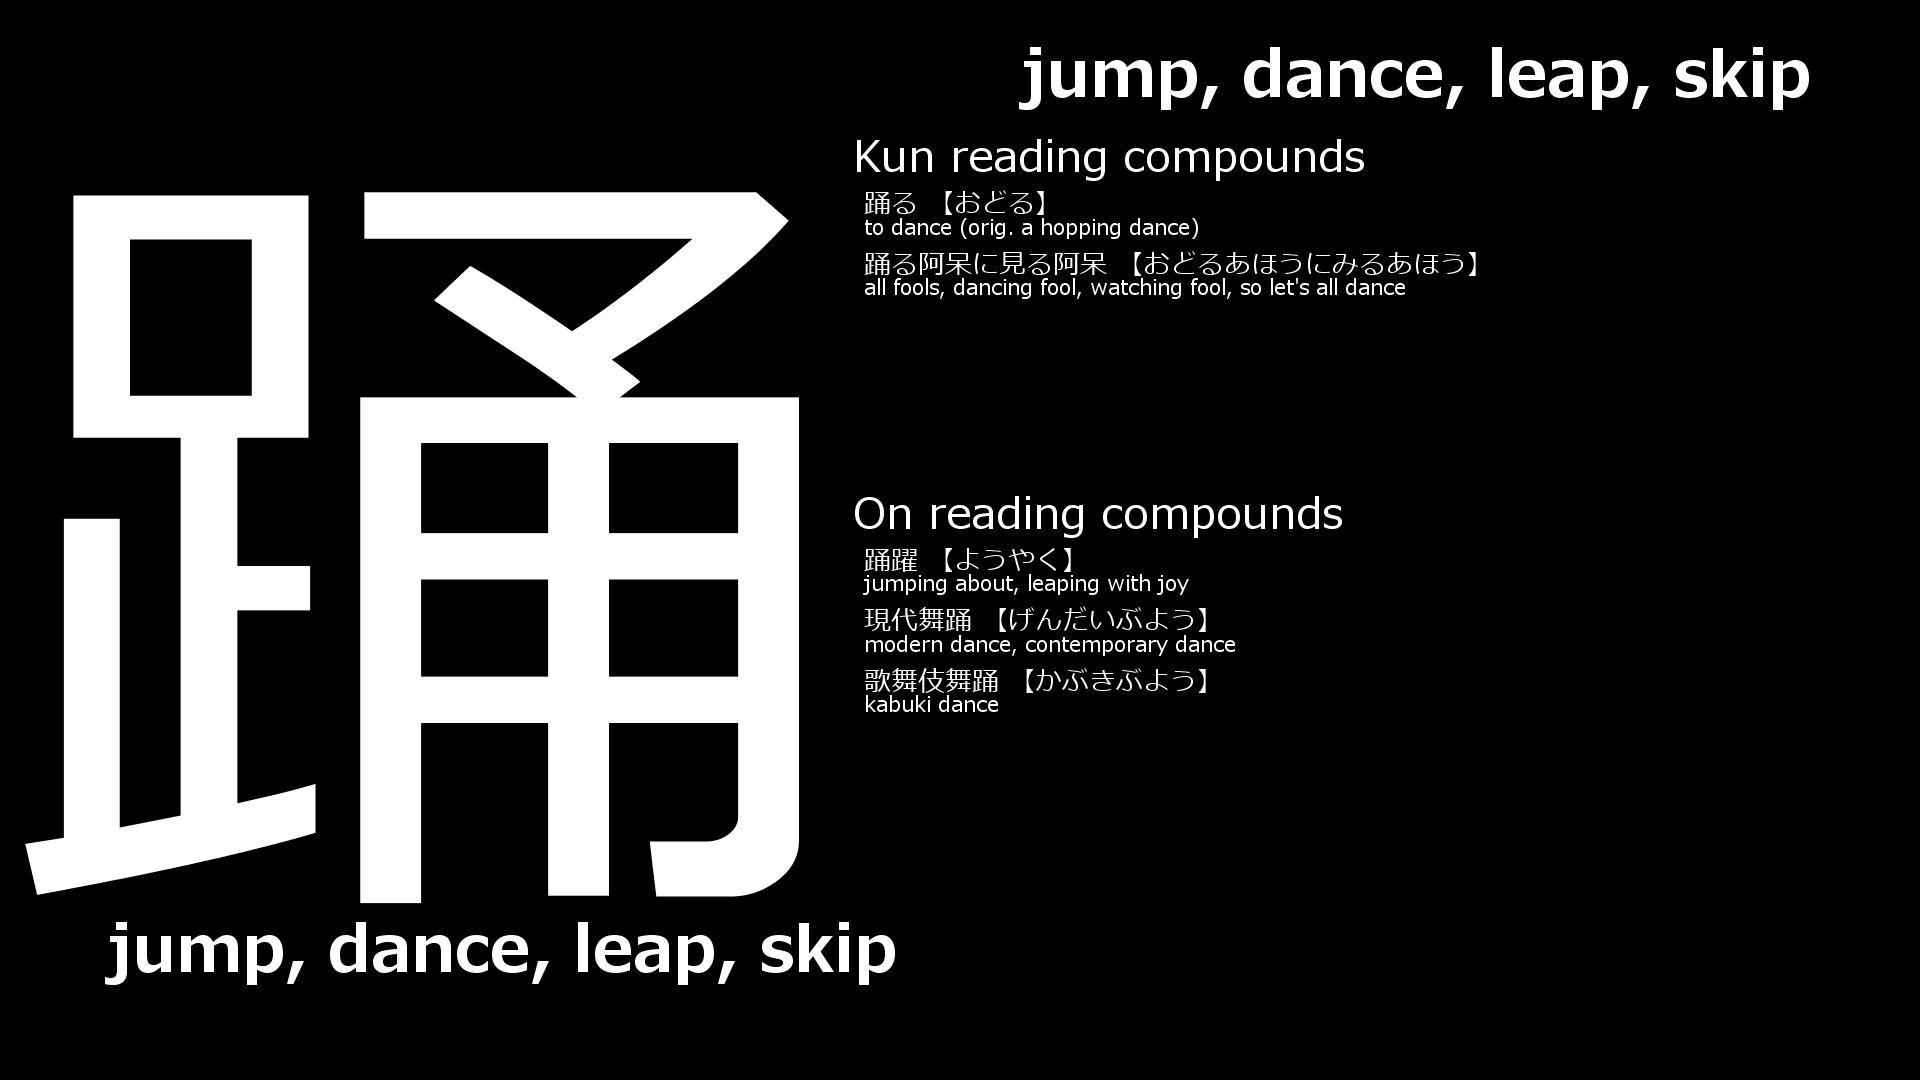 踊
jump, dance, leap, skip
jump, dance, leap, skip
Kun reading compounds
踊る 【おどる】
to dance (orig. a hopping dance)
踊る阿呆に見る阿呆 【おどるあほうにみるあほう】
all fools, dancing fool, watching fool, so let's all dance
On reading compounds
踊躍 【ようやく】
jumping about, leaping with joy
現代舞踊 【げんだいぶよう】
modern dance, contemporary dance
歌舞伎舞踊 【かぶきぶよう】
kabuki dance